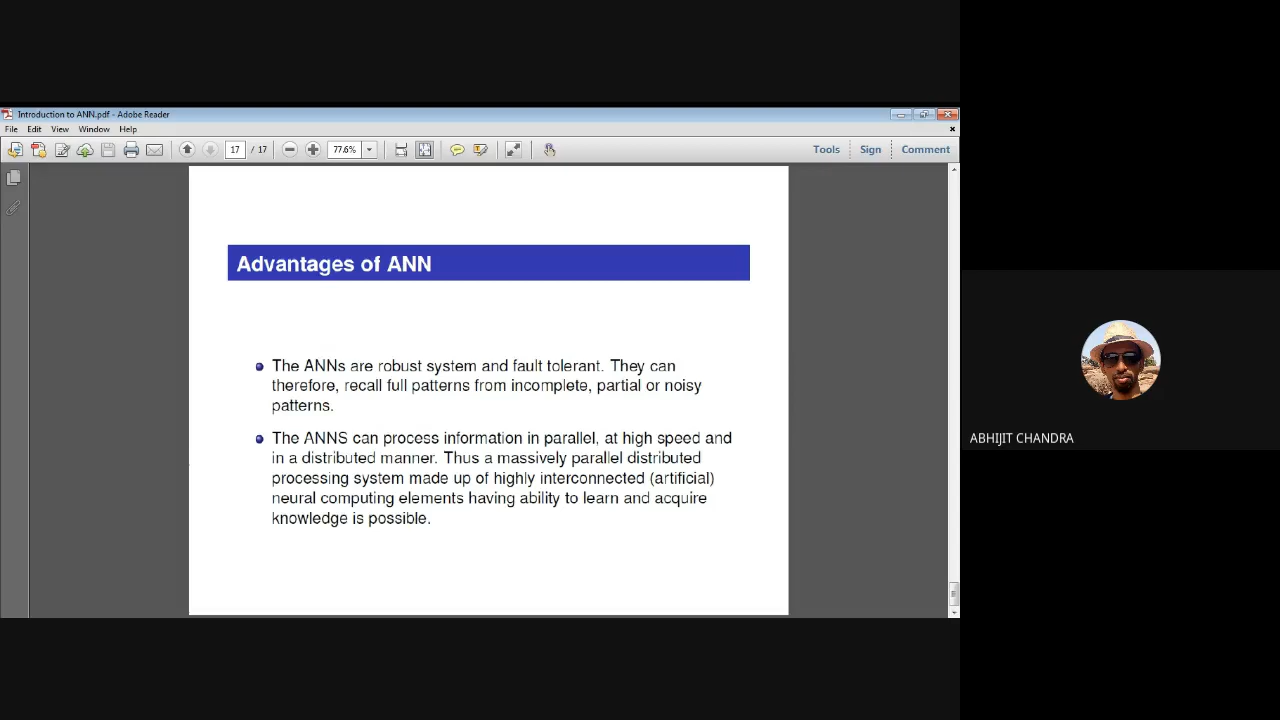 Introduction to ANN.pdf - Adobe Reader
File Edit View Window Help
17 / 17 77.6% Tools Sign Comment
Advantages of ANN
The ANNs are robust system and fault tolerant. They can
therefore, recall full patterns from incomplete, partial or noisy
patterns.
The ANNS can process information in parallel, at high speed and
in a distributed manner. Thus a massively parallel distributed
processing system made up of highly interconnected (artificial)
neural computing elements having ability to learn and acquire
knowledge is possible.
ABHIJIT CHANDRA